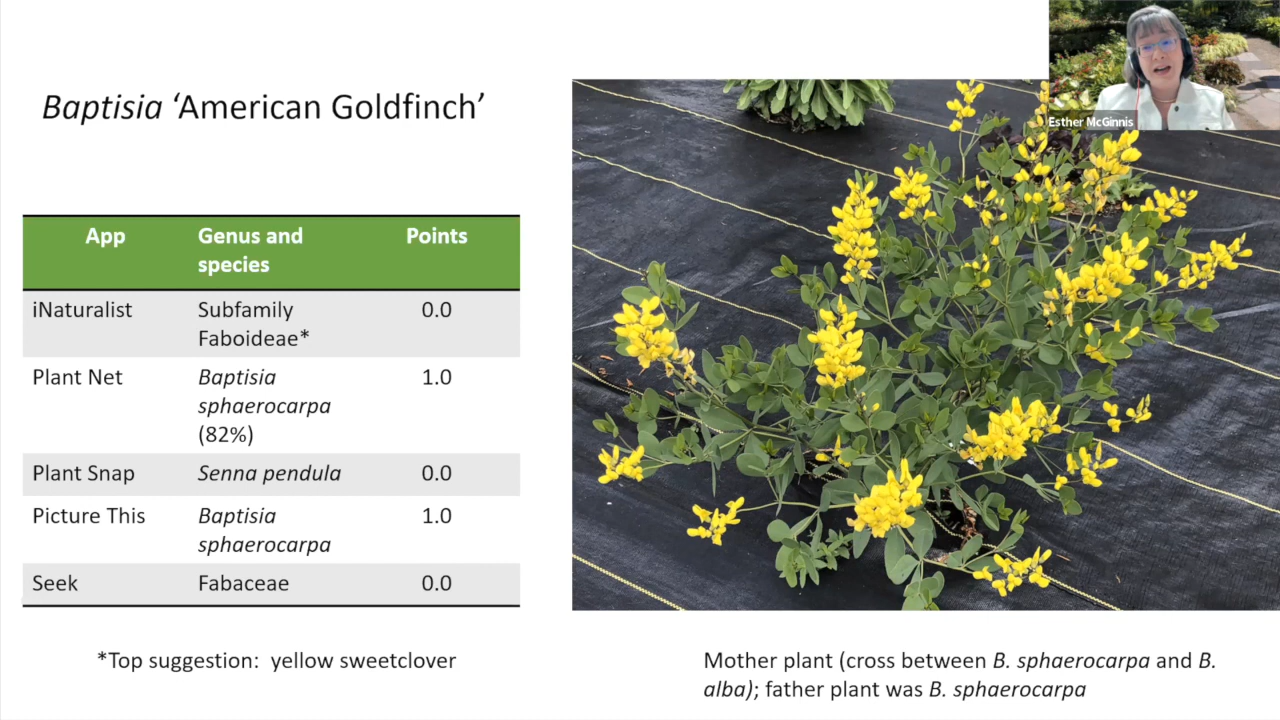 Baptisia ‘American Goldfinch’
Esther McGinnis
App Genus and species Points
iNaturalist Subfamily Faboideae* 0.0
Plant Net Baptisia sphaerocarpa (82%) 1.0
Plant Snap Senna pendula 0.0
Picture This Baptisia sphaerocarpa 1.0
Seek Fabaceae 0.0
*Top suggestion: yellow sweetclover
Mother plant (cross between B. sphaerocarpa and B.
alba); father plant was B. sphaerocarpa